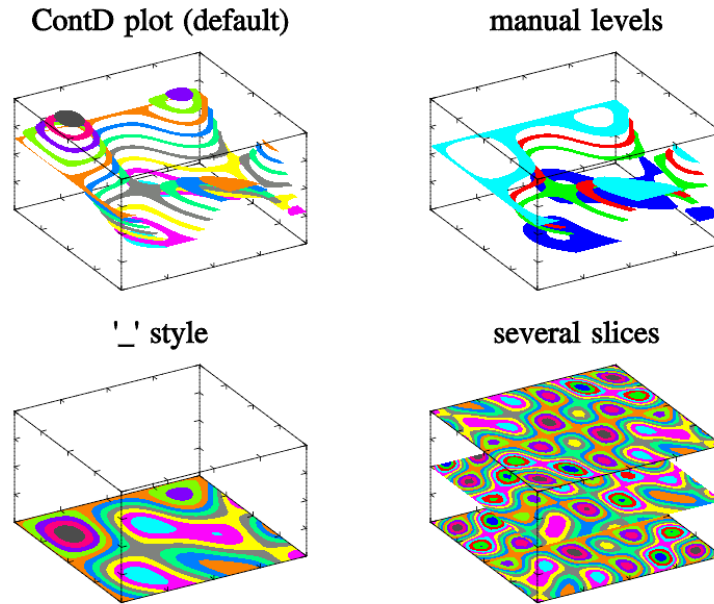 ContD plot (default)
manual levels
'_' style
several slices